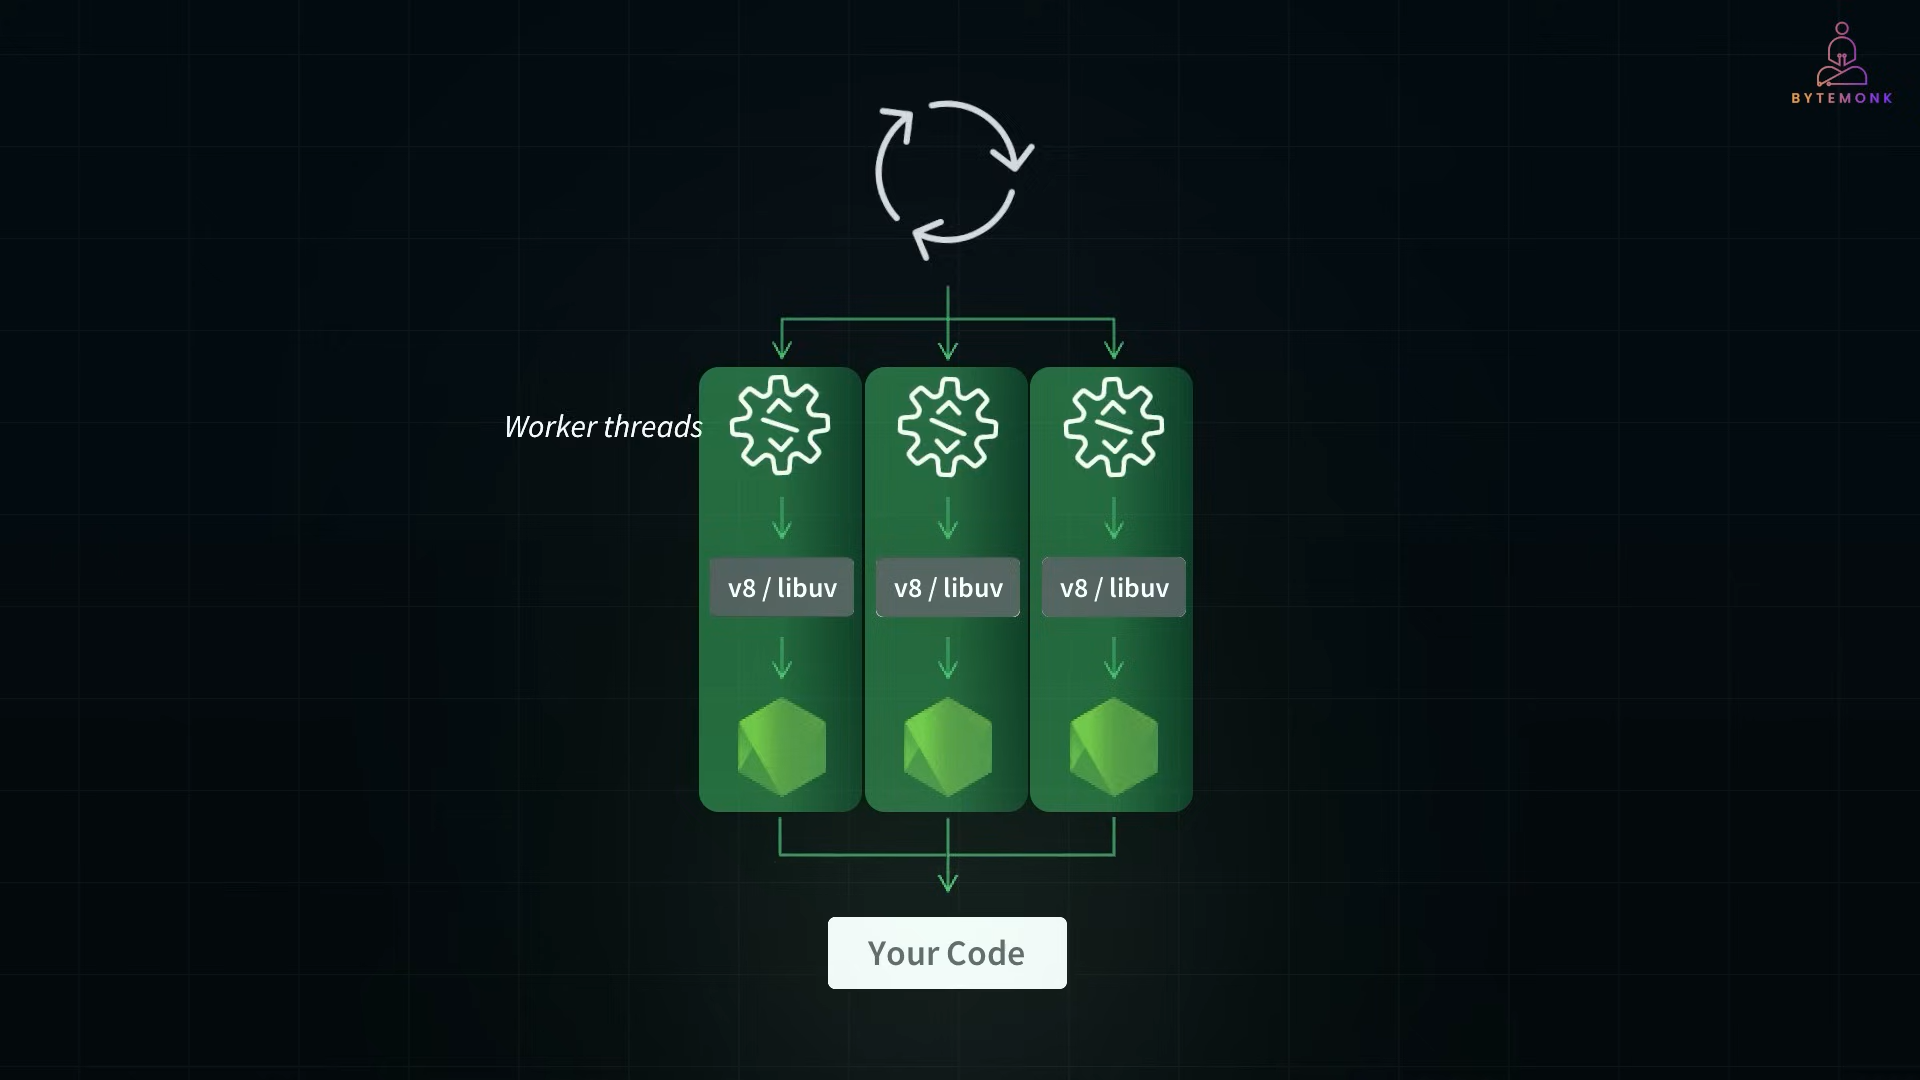 BYTEMONK
Worker threads
v8 / libuv
v8 / libuv
v8 / libuv
Your Code